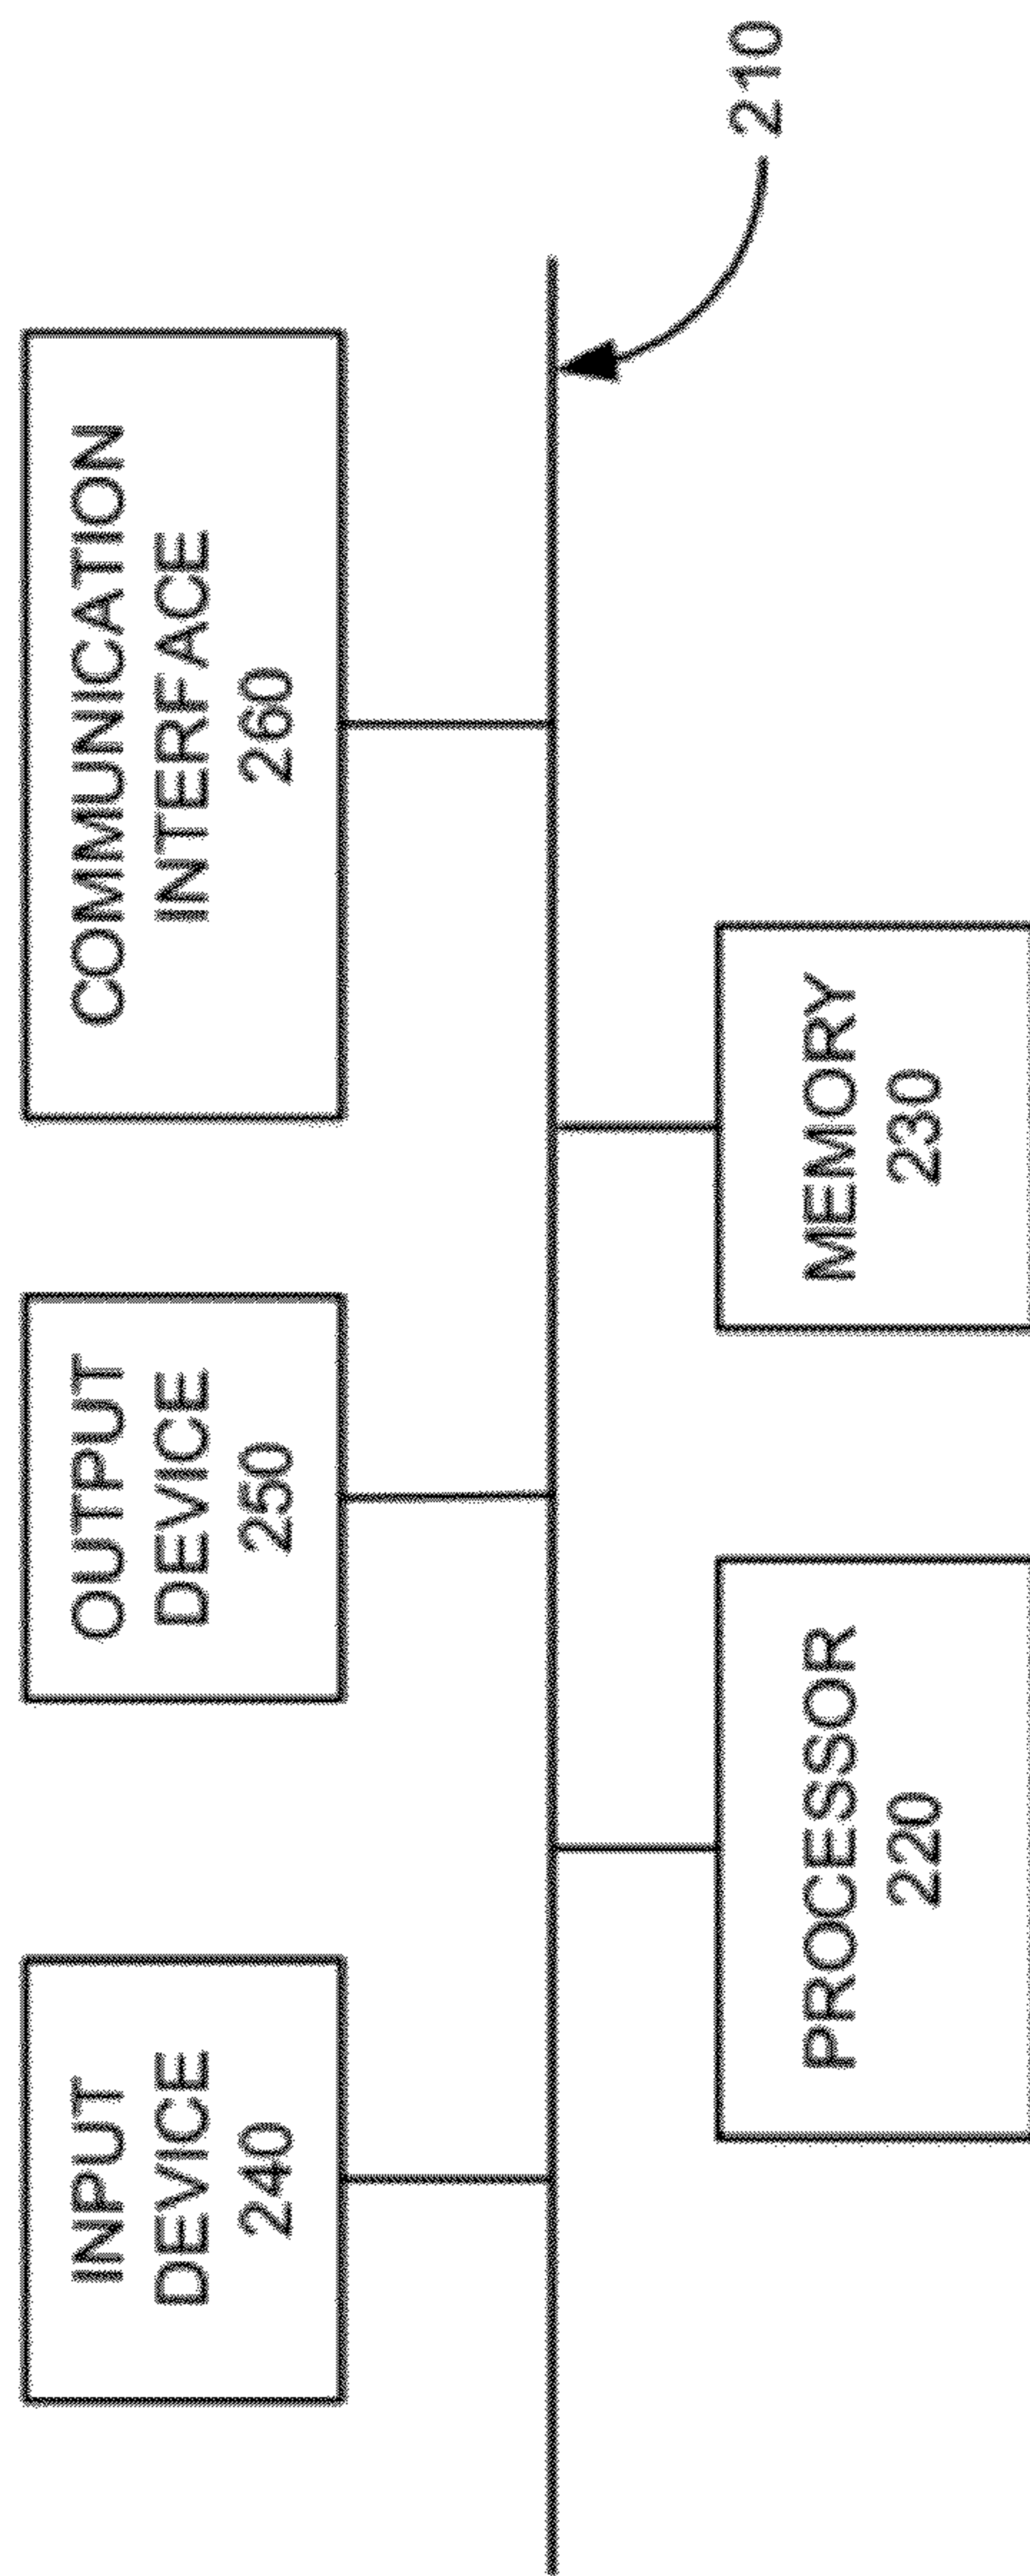 INPUT
DEVICE
240
OUTPUT
DEVICE
250
COMMUNICATION
INTERFACE
260
210
PROCESSOR
220
MEMORY
230